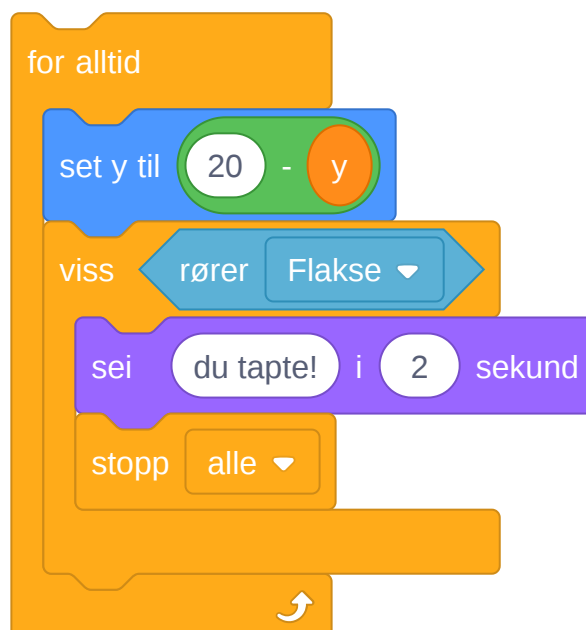 for alltid
set y til 20 - y
viss rører Flakse
sei du tapte! i 2 sekund
stopp alle